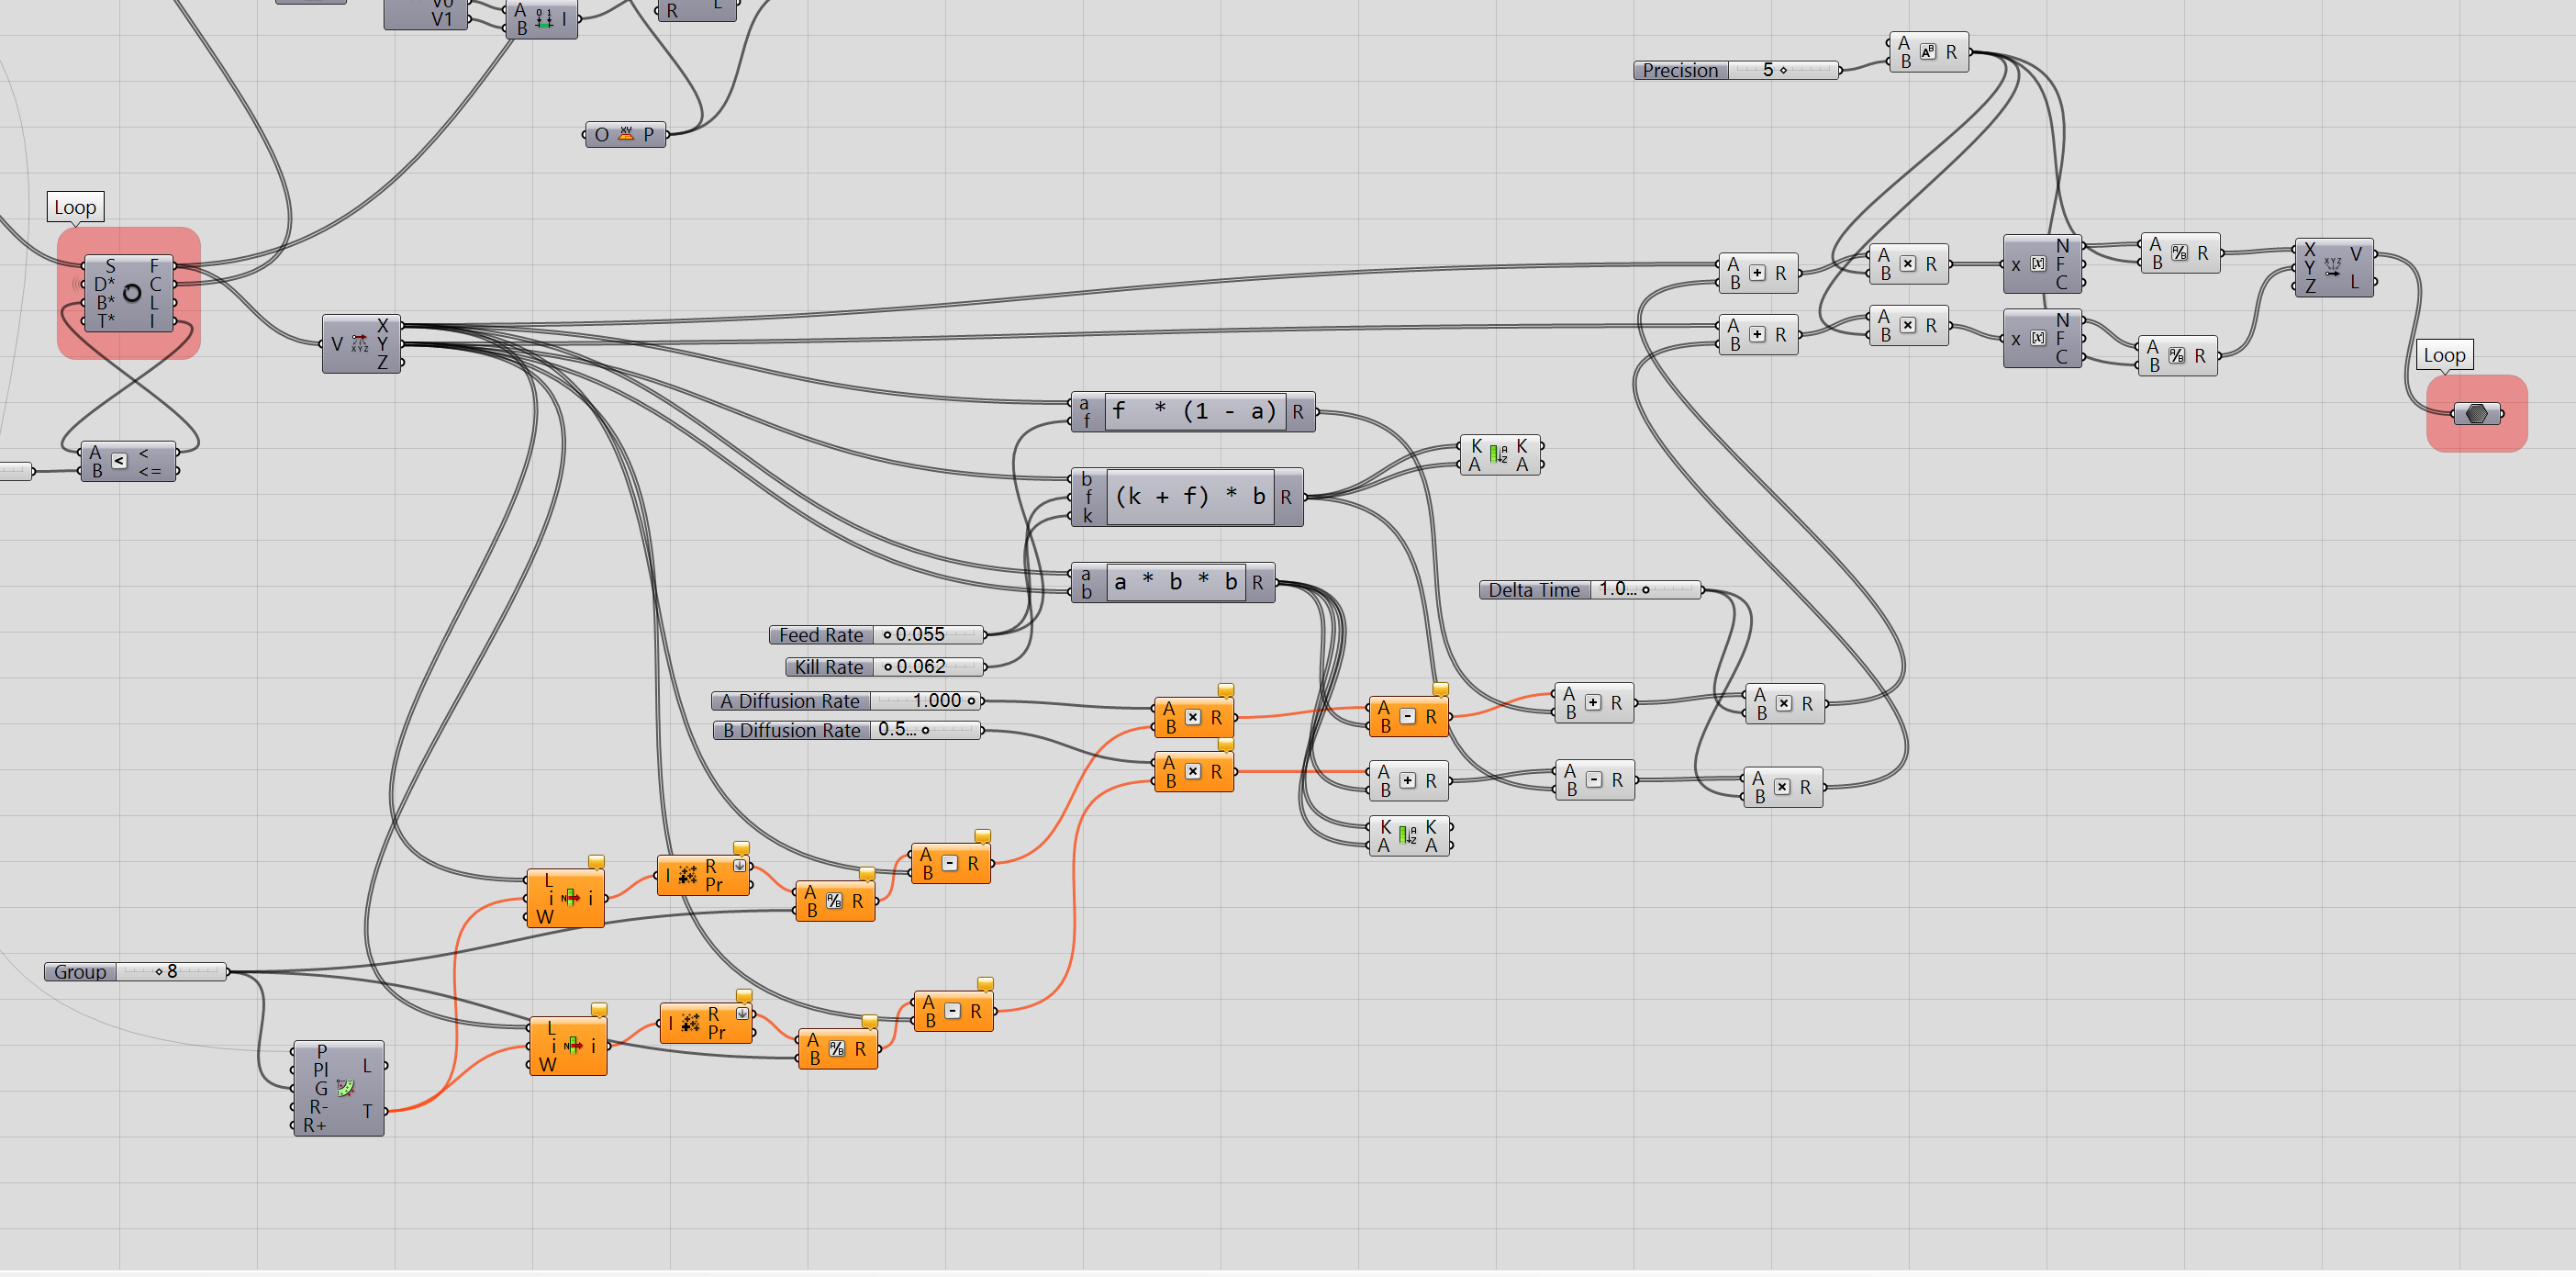 V0
V1
A
B
I
R
L
O
P
Precision
5
A
B
R
Loop
S
D*
B*
T*
F
C
L
I
V
X
Y
Z
A
B
<
<=
A
B
R
A
B
R
A
B
R
A
B
R
x
N
F
C
x
N
F
C
A
B
R
A
B
R
X
Y
Z
V
L
Loop
a
f
f * (1 - a)
R
b
f
k
(k + f) * b
R
K
A
K
A
a
b
a * b * b
R
Delta Time
1.0...
Feed Rate
0.055
Kill Rate
0.062
A Diffusion Rate
1.000
B Diffusion Rate
0.5...
A
B
R
A
B
R
A
B
R
A
B
R
A
B
R
A
B
R
A
B
R
A
B
R
K
A
K
A
L
i
W
i
I
R
Pr
A
B
R
A
B
R
Group
8
L
i
W
i
I
R
Pr
A
B
R
A
B
R
P
Pl
G
R-
R+
L
T